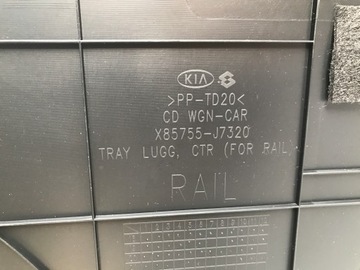 KIA
>PP-TD20<
CD WGN-CAR
X85755-J7320
TRAY LUGG, CTR (FOR RAIL)
RAIL